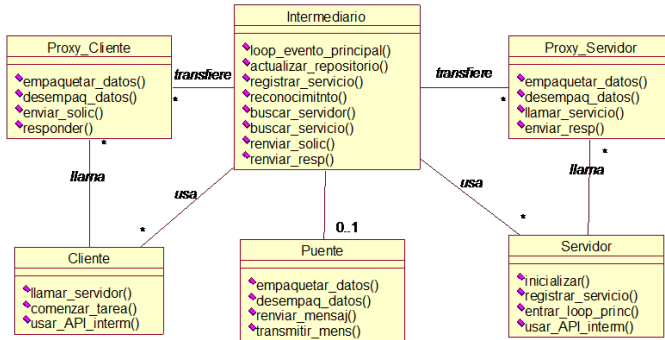 Intermediario
loop_evento_principal()
actualizar_repositorio()
registrar_servicio()
reconocimitnto()
buscar_servidor()
buscar_servicio()
renviar_solic()
renviar_resp()
Proxy_Cliente
empaquetar_datos()
desempaq_datos()
enviar_solic()
responder()
transfiere
*
transfiere
*
Proxy_Servidor
empaquetar_datos()
desempaq_datos()
llamar_servicio()
enviar_resp()
*
llama
*
usa
0..1
usa
*
*
llama
Cliente
llamar_servidor()
comenzar_tarea()
usar_API_interm()
Puente
empaquetar_datos()
desempaq_datos()
renviar_mensaj()
transmitir_mens()
Servidor
inicializar()
registrar_servicio()
entrar_loop_princ()
usar_API_interm()